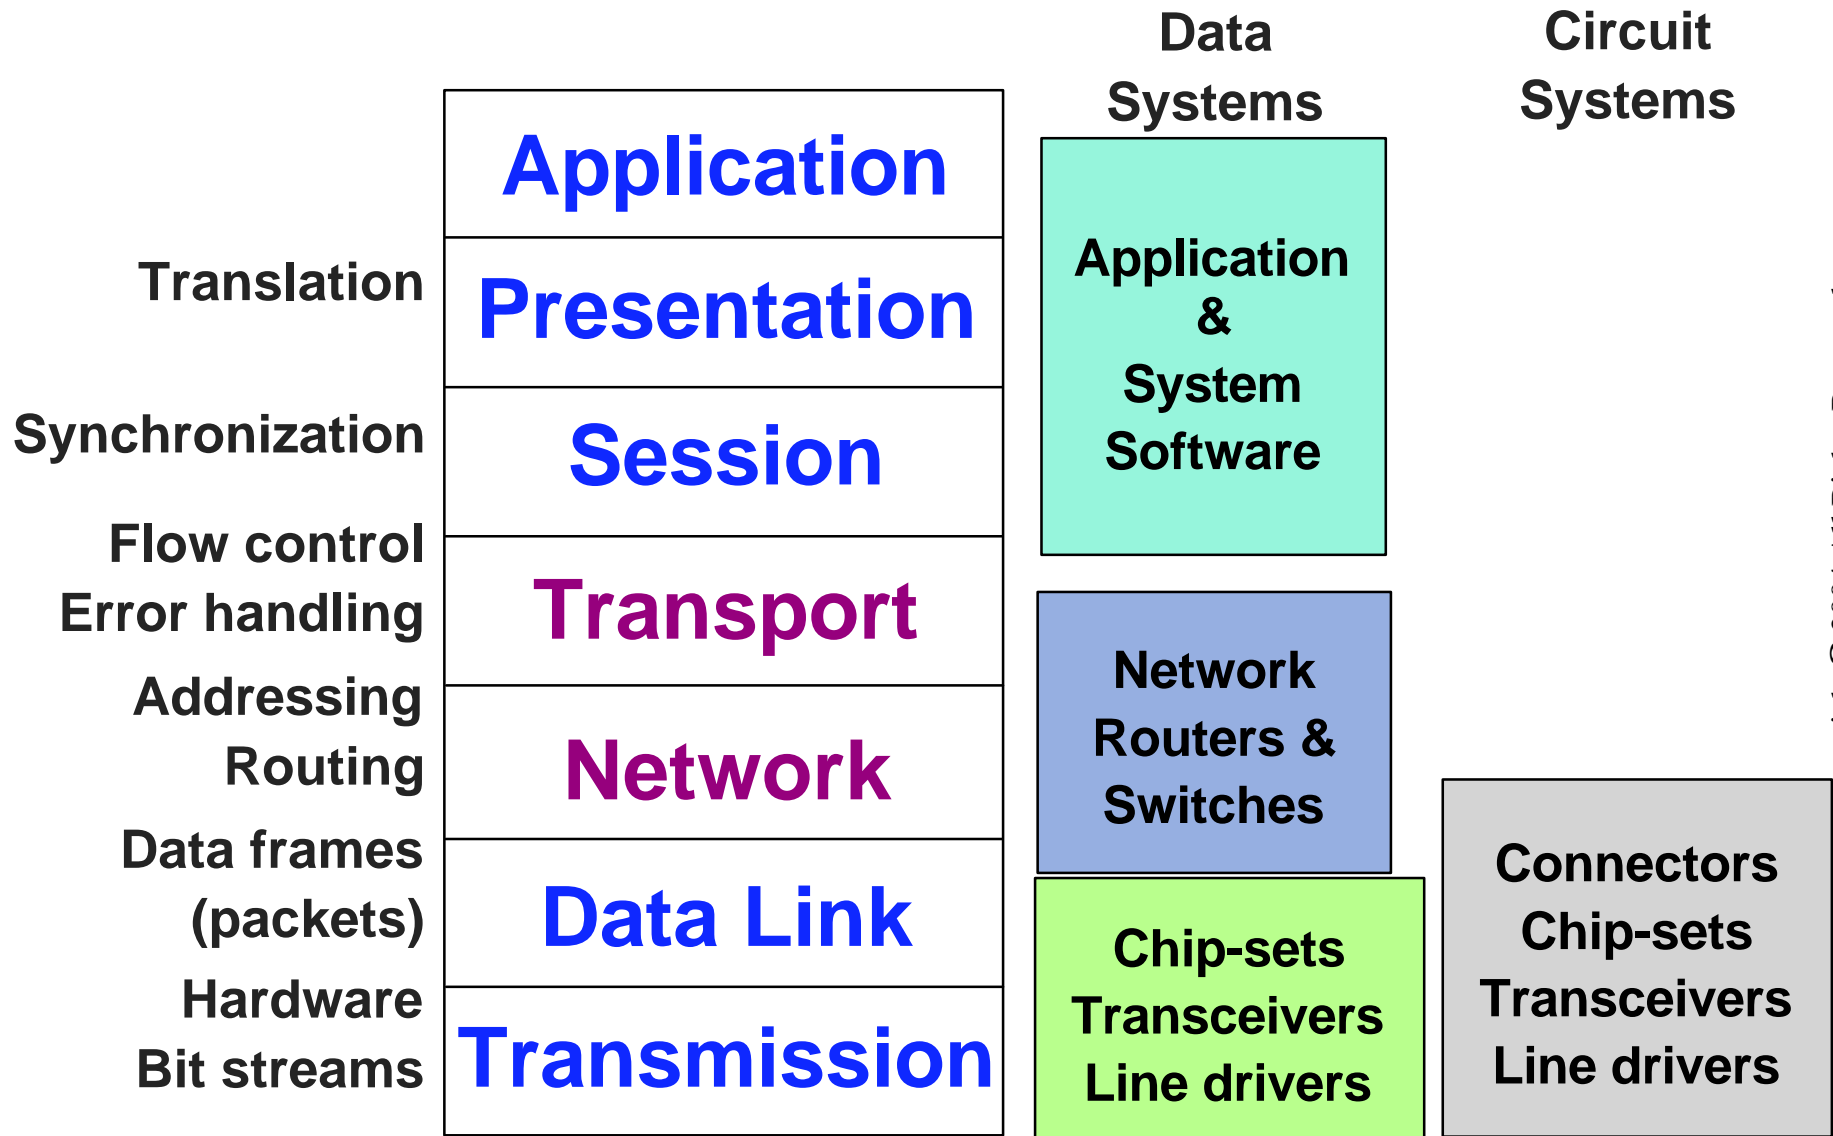 Data
Systems
Circuit
Systems
Application
Translation
Presentation
Synchronization
Session
Flow control
Error handling
Transport
Addressing
Routing
Network
Data frames
(packets)
Data Link
Hardware
Bit streams
Transmission
Application
&
System
Software
Network
Routers &
Switches
Chip-sets
Transceivers
Line drivers
Connectors
Chip-sets
Transceivers
Line drivers